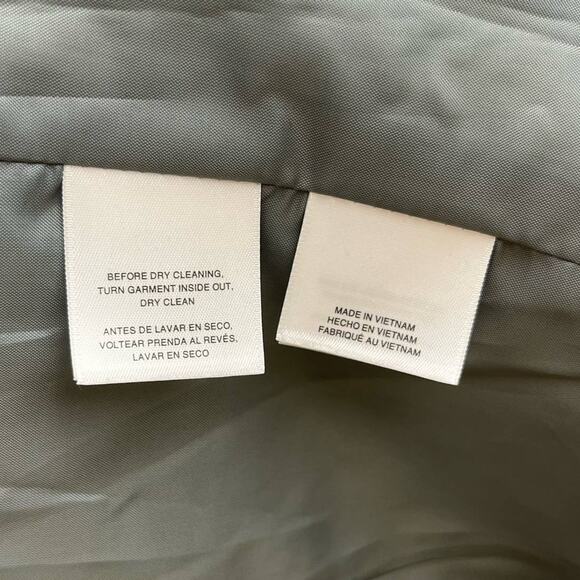 BEFORE DRY CLEANING,
TURN GARMENT INSIDE OUT,
DRY CLEAN
ANTES DE LAVAR EN SECO,
VOLTEAR PRENDA AL REVÉS,
LAVAR EN SECO
MADE IN VIETNAM
HECHO EN VIETNAM
FABRIQUÉ AU VIETNAM